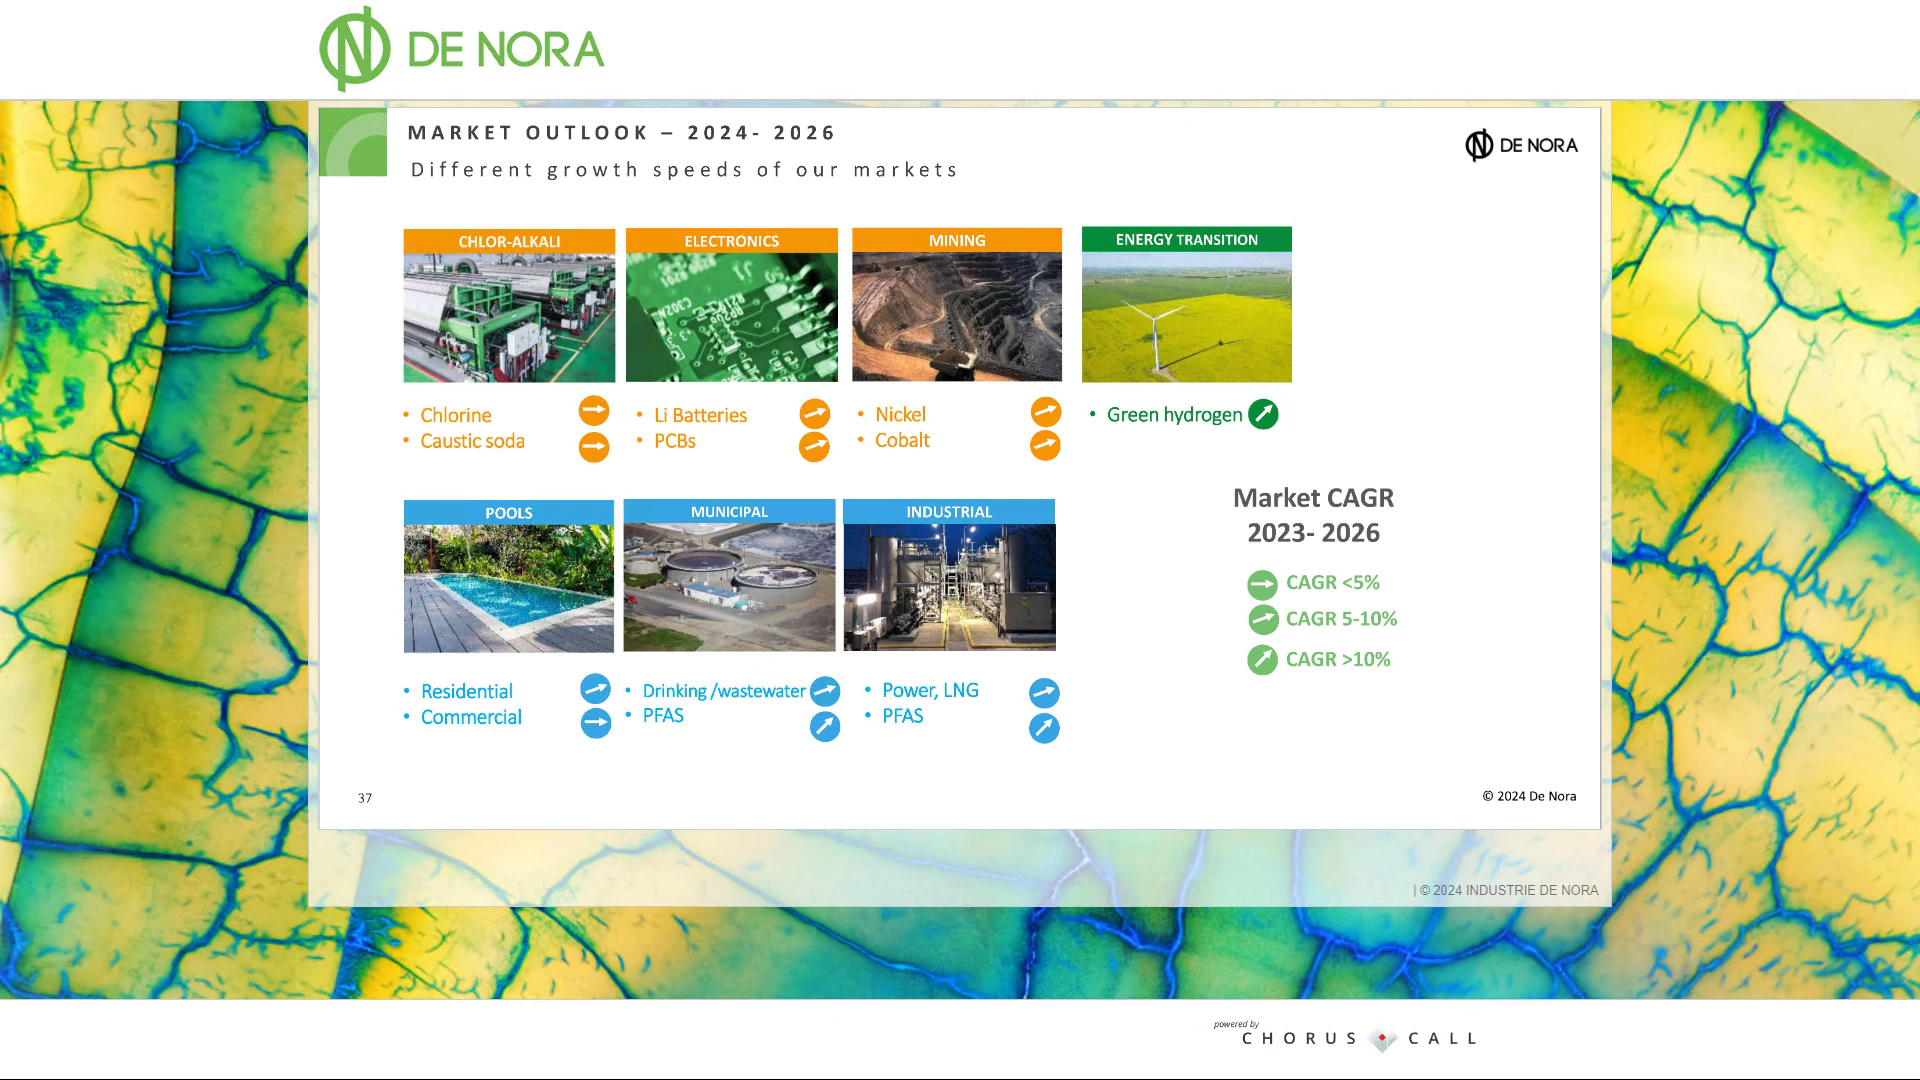 DE NORA
MARKET OUTLOOK – 2024- 2026
Different growth speeds of our markets
DE NORA
CHLOR-ALKALI
ELECTRONICS
MINING
ENERGY TRANSITION
• Chlorine
• Caustic soda
• Li Batteries
• PCBs
• Nickel
• Cobalt
• Green hydrogen
POOLS
MUNICIPAL
INDUSTRIAL
• Residential
• Commercial
• Drinking /wastewater
• PFAS
• Power, LNG
• PFAS
Market CAGR
2023- 2026
CAGR <5%
CAGR 5-10%
CAGR >10%
37
© 2024 De Nora
| © 2024 INDUSTRIE DE NORA
powered by
CHORUS CALL